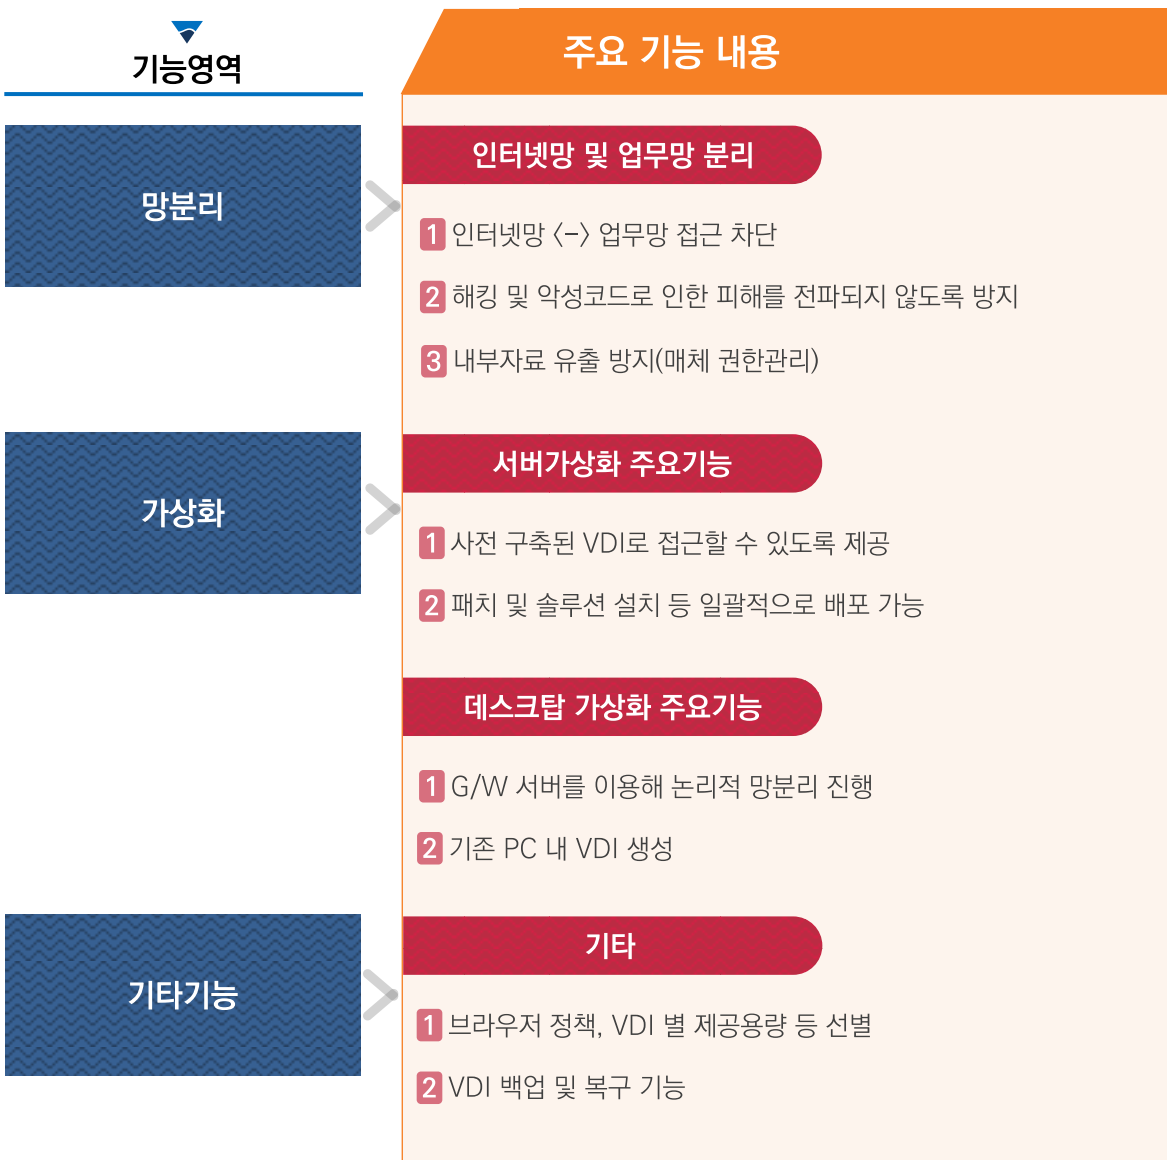 기능영역
주요 기능 내용
망분리
인터넷망 및 업무망 분리
1 인터넷망 <-> 업무망 접근 차단
2 해킹 및 악성코드로 인한 피해를 전파되지 않도록 방지
3 내부자료 유출 방지(매체 권한관리)
가상화
서버가상화 주요기능
1 사전 구축된 VDI로 접근할 수 있도록 제공
2 패치 및 솔루션 설치 등 일괄적으로 배포 가능
데스크탑 가상화 주요기능
1 G/W 서버를 이용해 논리적 망분리 진행
2 기존 PC 내 VDI 생성
기타기능
기타
1 브라우저 정책, VDI 별 제공용량 등 선별
2 VDI 백업 및 복구 기능